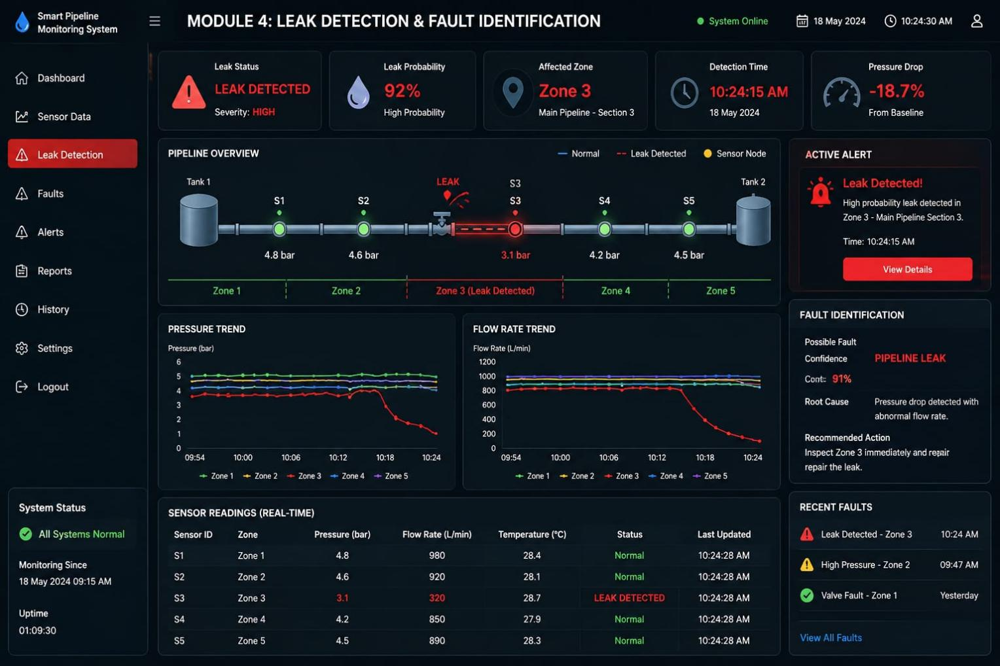 Smart Pipeline
Monitoring System
MODULE 4: LEAK DETECTION & FAULT IDENTIFICATION
System Online
18 May 2024
10:24:30 AM
Dashboard
Sensor Data
Leak Detection
Faults
Alerts
Reports
History
Settings
Logout
System Status
All Systems Normal
Monitoring Since
18 May 2024 09:15 AM
Uptime
01:09:30
Leak Status
LEAK DETECTED
Severity: HIGH
Leak Probability
92%
High Probability
Affected Zone
Zone 3
Main Pipeline - Section 3
Detection Time
10:24:15 AM
18 May 2024
Pressure Drop
-18.7%
From Baseline
PIPELINE OVERVIEW
Normal Leak Detected Sensor Node
Tank 1 LEAK S3 Tank 2
S1 S2 S3 S4 S5
4.8 bar 4.6 bar 3.1 bar 4.2 bar 4.5 bar
Zone 1 Zone 2 Zone 3 (Leak Detected) Zone 4 Zone 5
ACTIVE ALERT
Leak Detected!
High probability leak detected in
Zone 3 - Main Pipeline Section 3.
Time: 10:24:15 AM
View Details
PRESSURE TREND
Pressure (bar)
6
5
4
3
2
1
0
09:54 10:00 10:06 10:12 10:18 10:24
Zone 1 Zone 2 Zone 3 Zone 4 Zone 5
FLOW RATE TREND
Flow Rate (L/min)
1200
1000
800
600
400
200
0
09:54 10:00 10:06 10:12 10:18 10:24
Zone 1 Zone 2 Zone 3 Zone 4 Zone 5
FAULT IDENTIFICATION
Possible Fault
Confidence PIPELINE LEAK
91%
Root Cause Pressure drop detected with
abnormal flow rate.
Recommended Action
Inspect Zone 3 immediately and repair
repair the leak.
SENSOR READINGS (REAL-TIME)
Sensor ID Zone Pressure (bar) Flow Rate (L/min) Temperature (°C) Status Last Updated
S1 Zone 1 4.8 980 28.4 Normal 10:24:28 AM
S2 Zone 2 4.6 920 28.1 Normal 10:24:28 AM
S3 Zone 3 3.1 320 28.7 LEAK DETECTED 10:24:28 AM
S4 Zone 4 4.2 850 27.9 Normal 10:24:28 AM
S5 Zone 5 4.5 890 28.3 Normal 10:24:28 AM
RECENT FAULTS
Leak Detected - Zone 3 10:24 AM
High Pressure - Zone 2 09:47 AM
Valve Fault - Zone 1 Yesterday
View All Faults